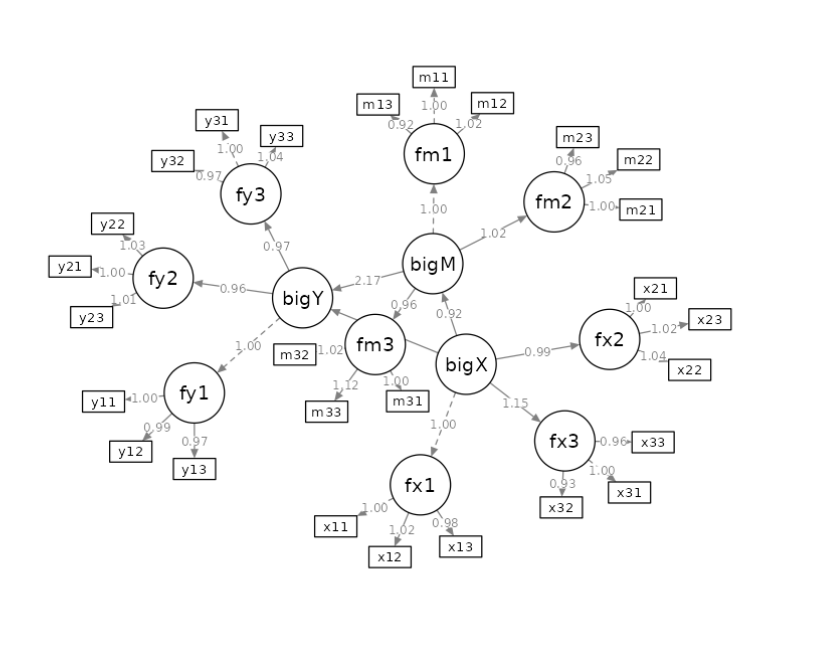 m11
m13
m12
1.00
0.92
1.02
fm1
y31
y33
y32
1.00
1.04
0.97
fy3
m23
m22
m21
0.96
1.05
1.00
fm2
1.00
1.02
y22
y21
y23
1.03
1.00
1.01
fy2
0.97
0.96
bigM
2.17
bigY
0.96
0.92
x21
x23
x22
1.00
1.02
1.04
fx2
0.99
fm3
m32
1.02
m33
1.12
m31
1.00
bigX
1.00
fy1
y11
1.00
y12
0.99
y13
0.97
1.15
1.00
fx3
0.96
x33
1.00
x31
0.93
x32
fx1
1.00
x11
1.02
x12
0.98
x13